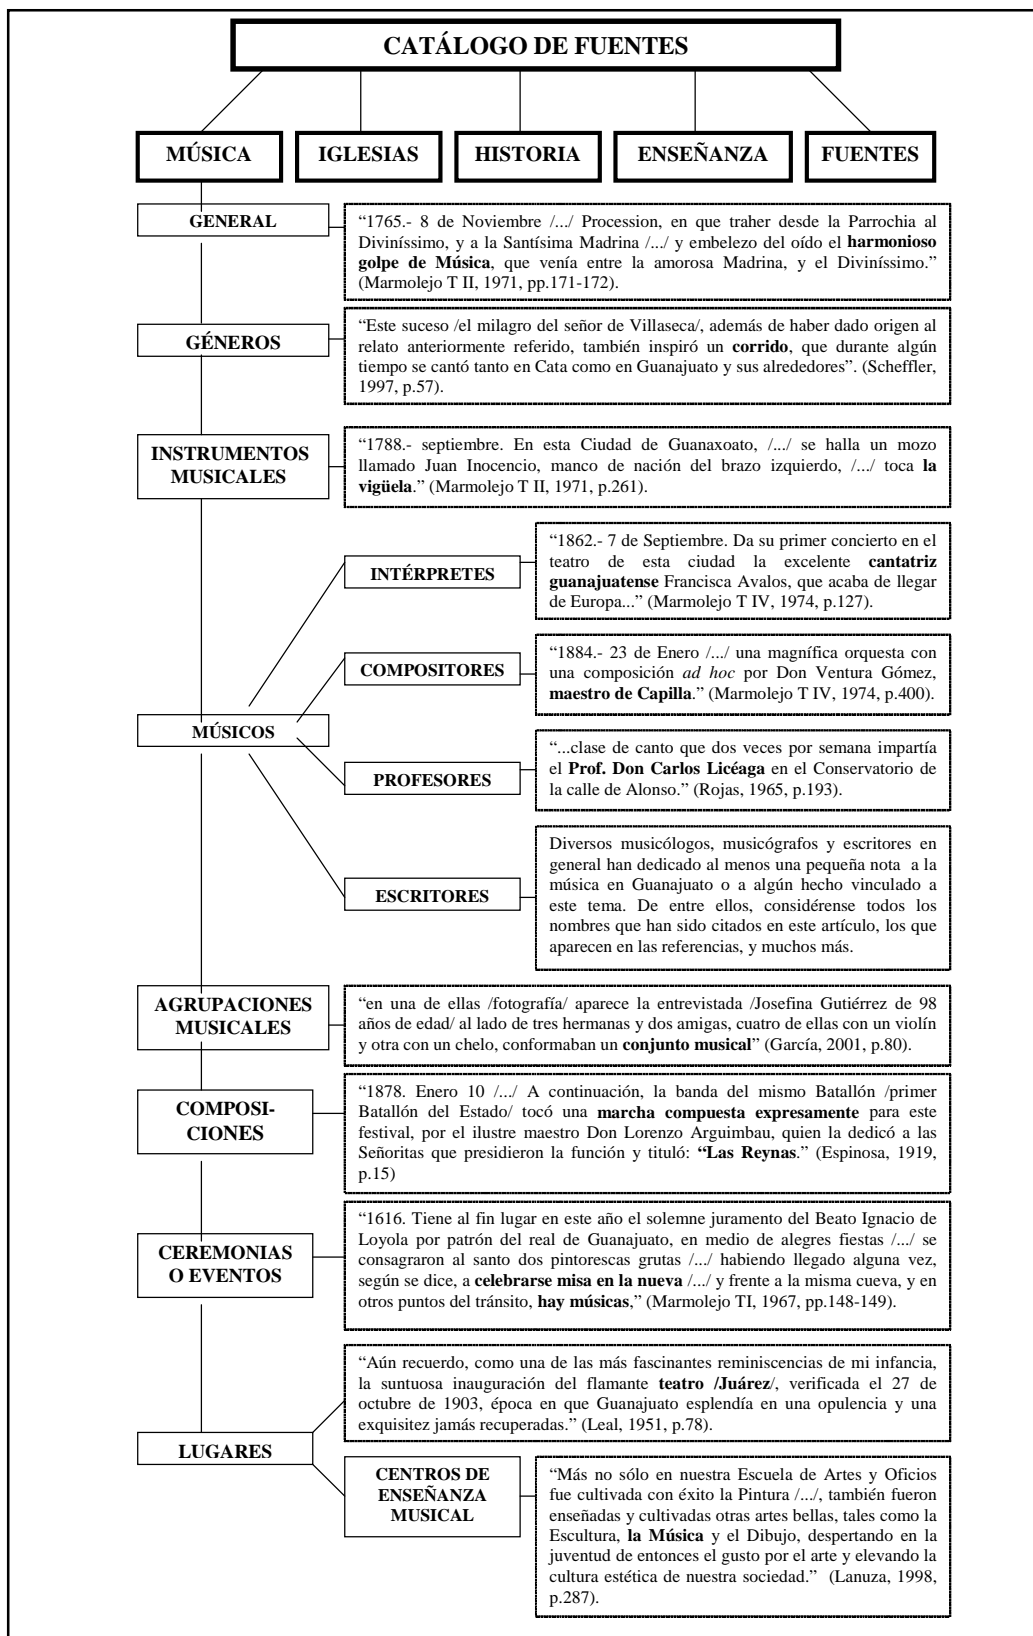 CATÁLOGO DE FUENTES
MÚSICA
IGLESIAS
HISTORIA
ENSEÑANZA
FUENTES
GENERAL
“1765.- 8 de Noviembre /.../ Procession, en que traher desde la Parrochia al
Diviníssimo, y a la Santísima Madrina /.../ y embelezo del oído el harmonioso
golpe de Música, que venía entre la amorosa Madrina, y el Diviníssimo.”
(Marmolejo T II, 1971, pp.171-172).
GÉNEROS
“Este suceso /el milagro del señor de Villaseca/, además de haber dado origen al
relato anteriormente referido, también inspiró un corrido, que durante algún
tiempo se cantó tanto en Cata como en Guanajuato y sus alrededores”. (Scheffler,
1997, p.57).
INSTRUMENTOS
MUSICALES
“1788.- septiembre. En esta Ciudad de Guanaxoato, /.../ se halla un mozo
llamado Juan Inocencio, manco de nación del brazo izquierdo, /.../ toca la
vigüela.” (Marmolejo T II, 1971, p.261).
MÚSICOS
INTÉRPRETES
“1862.- 7 de Septiembre. Da su primer concierto en el
teatro de esta ciudad la excelente cantatriz
guanajuatense Francisca Avalos, que acaba de llegar
de Europa...” (Marmolejo T IV, 1974, p.127).
COMPOSITORES
“1884.- 23 de Enero /.../ una magnífica orquesta con
una composición ad hoc por Don Ventura Gómez,
maestro de Capilla.” (Marmolejo T IV, 1974, p.400).
PROFESORES
“...clase de canto que dos veces por semana impartía
el Prof. Don Carlos Licéaga en el Conservatorio de
la calle de Alonso.” (Rojas, 1965, p.193).
ESCRITORES
Diversos musicólogos, musicógrafos y escritores en
general han dedicado al menos una pequeña nota a la
música en Guanajuato o a algún hecho vinculado a
este tema. De entre ellos, considérense todos los
nombres que han sido citados en este artículo, los que
aparecen en las referencias, y muchos más.
AGRUPACIONES
MUSICALES
“en una de ellas /fotografía/ aparece la entrevistada /Josefina Gutiérrez de 98
años de edad/ al lado de tres hermanas y dos amigas, cuatro de ellas con un violín
y otra con un chelo, conformaban un conjunto musical” (García, 2001, p.80).
COMPOSI-
CIONES
“1878. Enero 10 /.../ A continuación, la banda del mismo Batallón /primer
Batallón del Estado/ tocó una marcha compuesta expresamente para este
festival, por el ilustre maestro Don Lorenzo Arguimbau, quien la dedicó a las
Señoritas que presidieron la función y tituló: “Las Reynas.” (Espinosa, 1919,
p.15)
CEREMONIAS
O EVENTOS
“1616. Tiene al fin lugar en este año el solemne juramento del Beato Ignacio de
Loyola por patrón del real de Guanajuato, en medio de alegres fiestas /.../ se
consagraron al santo dos pintorescas grutas /.../ habiendo llegado alguna vez,
según se dice, a celebrarse misa en la nueva /.../ y frente a la misma cueva, y en
otros puntos del tránsito, hay músicas,” (Marmolejo TI, 1967, pp.148-149).
LUGARES
“Aún recuerdo, como una de las más fascinantes reminiscencias de mi infancia,
la suntuosa inauguración del flamante teatro /Juárez/, verificada el 27 de
octubre de 1903, época en que Guanajuato esplendía en una opulencia y una
exquisitez jamás recuperadas.” (Leal, 1951, p.78).
CENTROS DE
ENSEÑANZA
MUSICAL
“Más no sólo en nuestra Escuela de Artes y Oficios
fue cultivada con éxito la Pintura /.../, también fueron
enseñadas y cultivadas otras artes bellas, tales como la
Escultura, la Música y el Dibujo, despertando en la
juventud de entonces el gusto por el arte y elevando la
cultura estética de nuestra sociedad.” (Lanuza, 1998,
p.287).